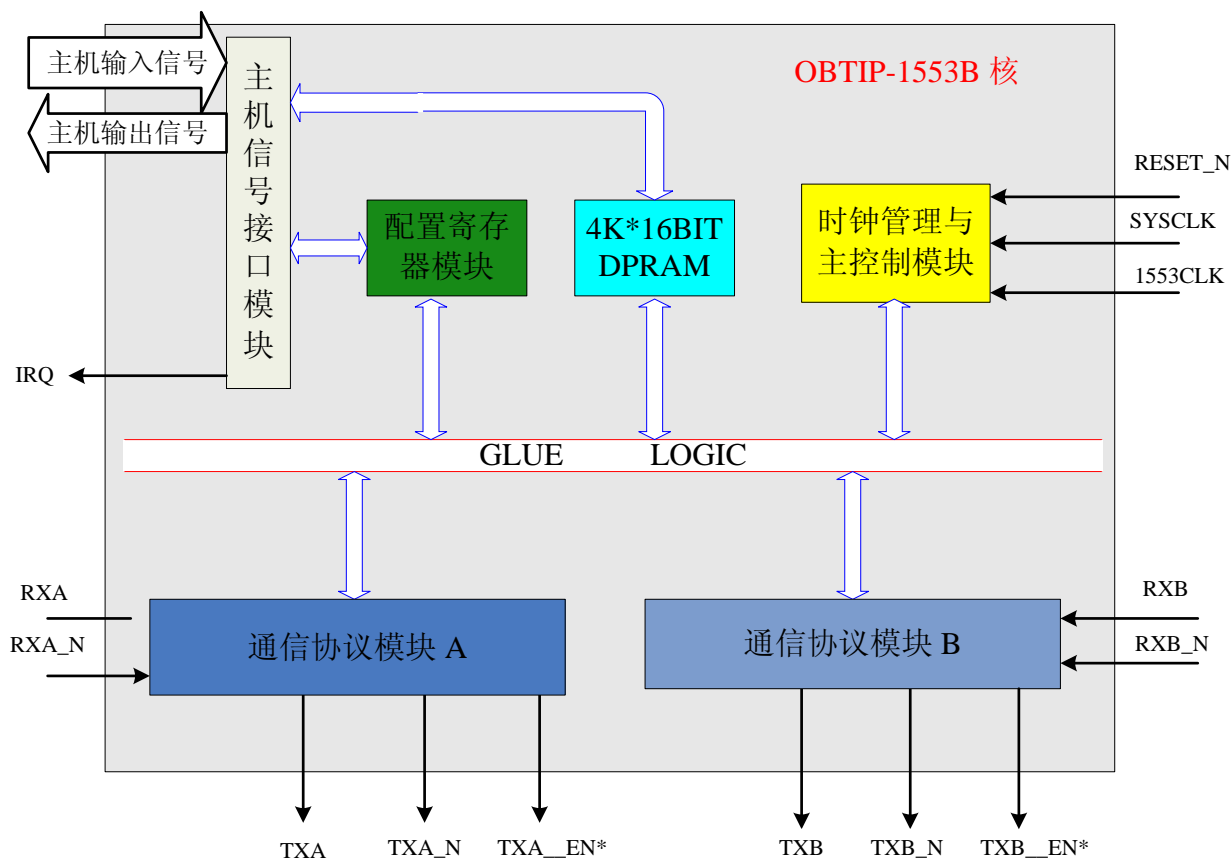 主机输入信号
主机输出信号
主机信号接口模块
OBTIP-1553B 核
配置寄存
器模块
4K*16BIT
DPRAM
时钟管理与
主控制模块
RESET_N
SYSCLK
1553CLK
IRQ
GLUE LOGIC
RXA
RXA_N
通信协议模块 A
通信协议模块 B
RXB
RXB_N
TXA
TXA_N
TXA__EN*
TXB
TXB_N
TXB__EN*